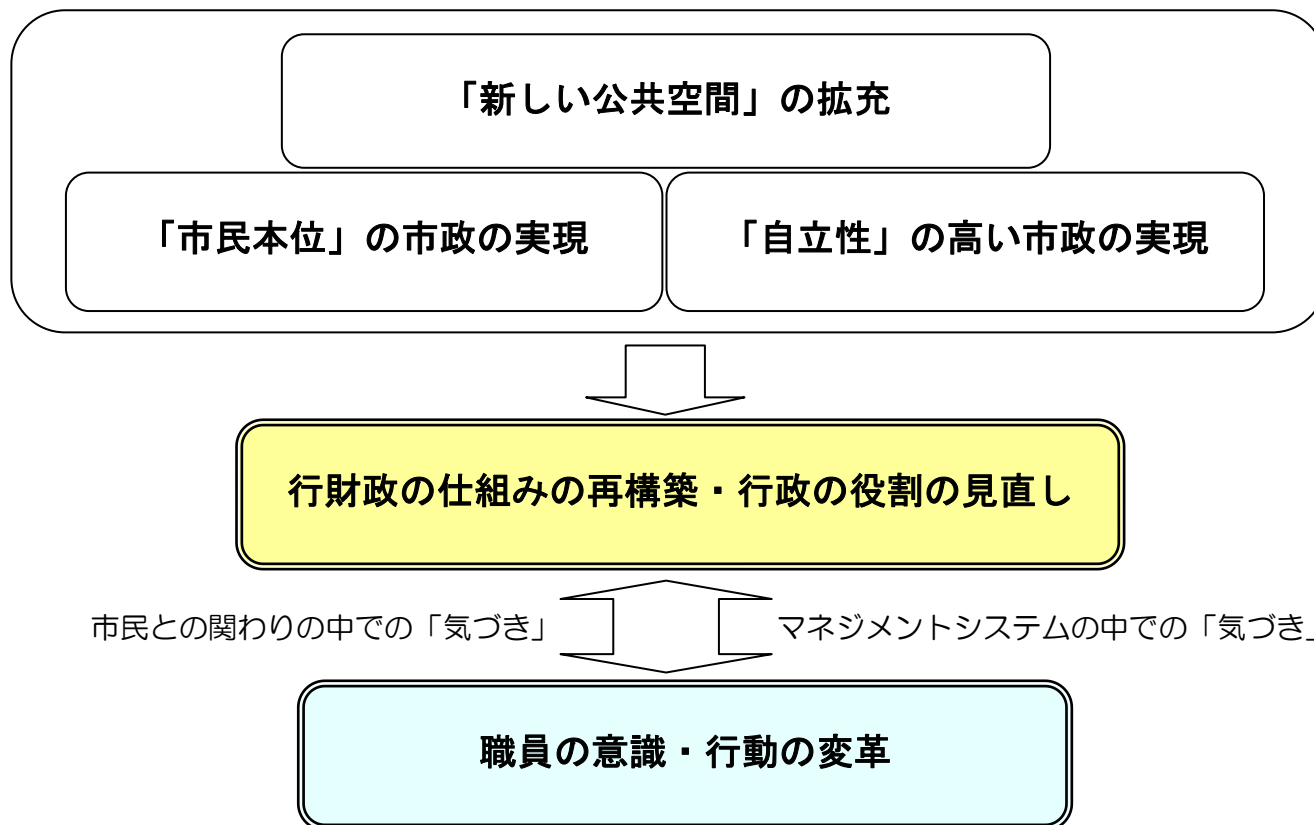 「新しい公共空間」の拡充
「市民本位」の市政の実現
「自立性」の高い市政の実現
行財政の仕組みの再構築・行政の役割の見直し
市民との関わりの中での「気づき」
マネジメントシステムの中での「気づき」
職員の意識・行動の変革